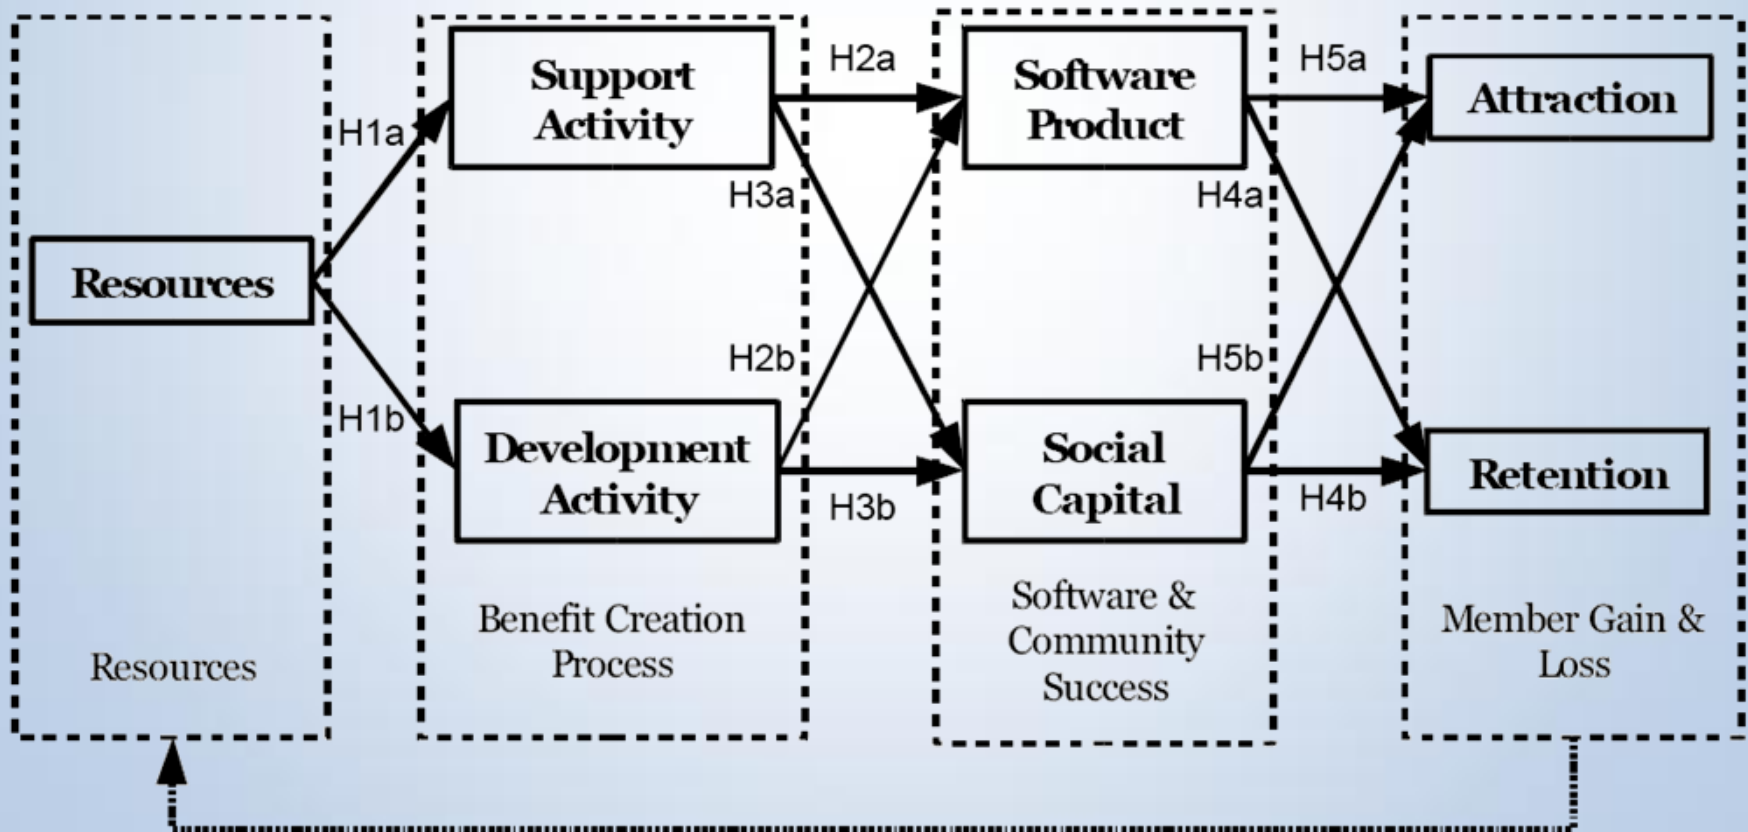 H2a
H5a
Support
Activity
Software
Product
Attraction
H1a
H3a
H4a
Resources
H2b
H5b
H1b
Development
Activity
Social
Capital
Retention
H3b
H4b
Resources
Benefit Creation
Process
Software &
Community
Success
Member Gain &
Loss